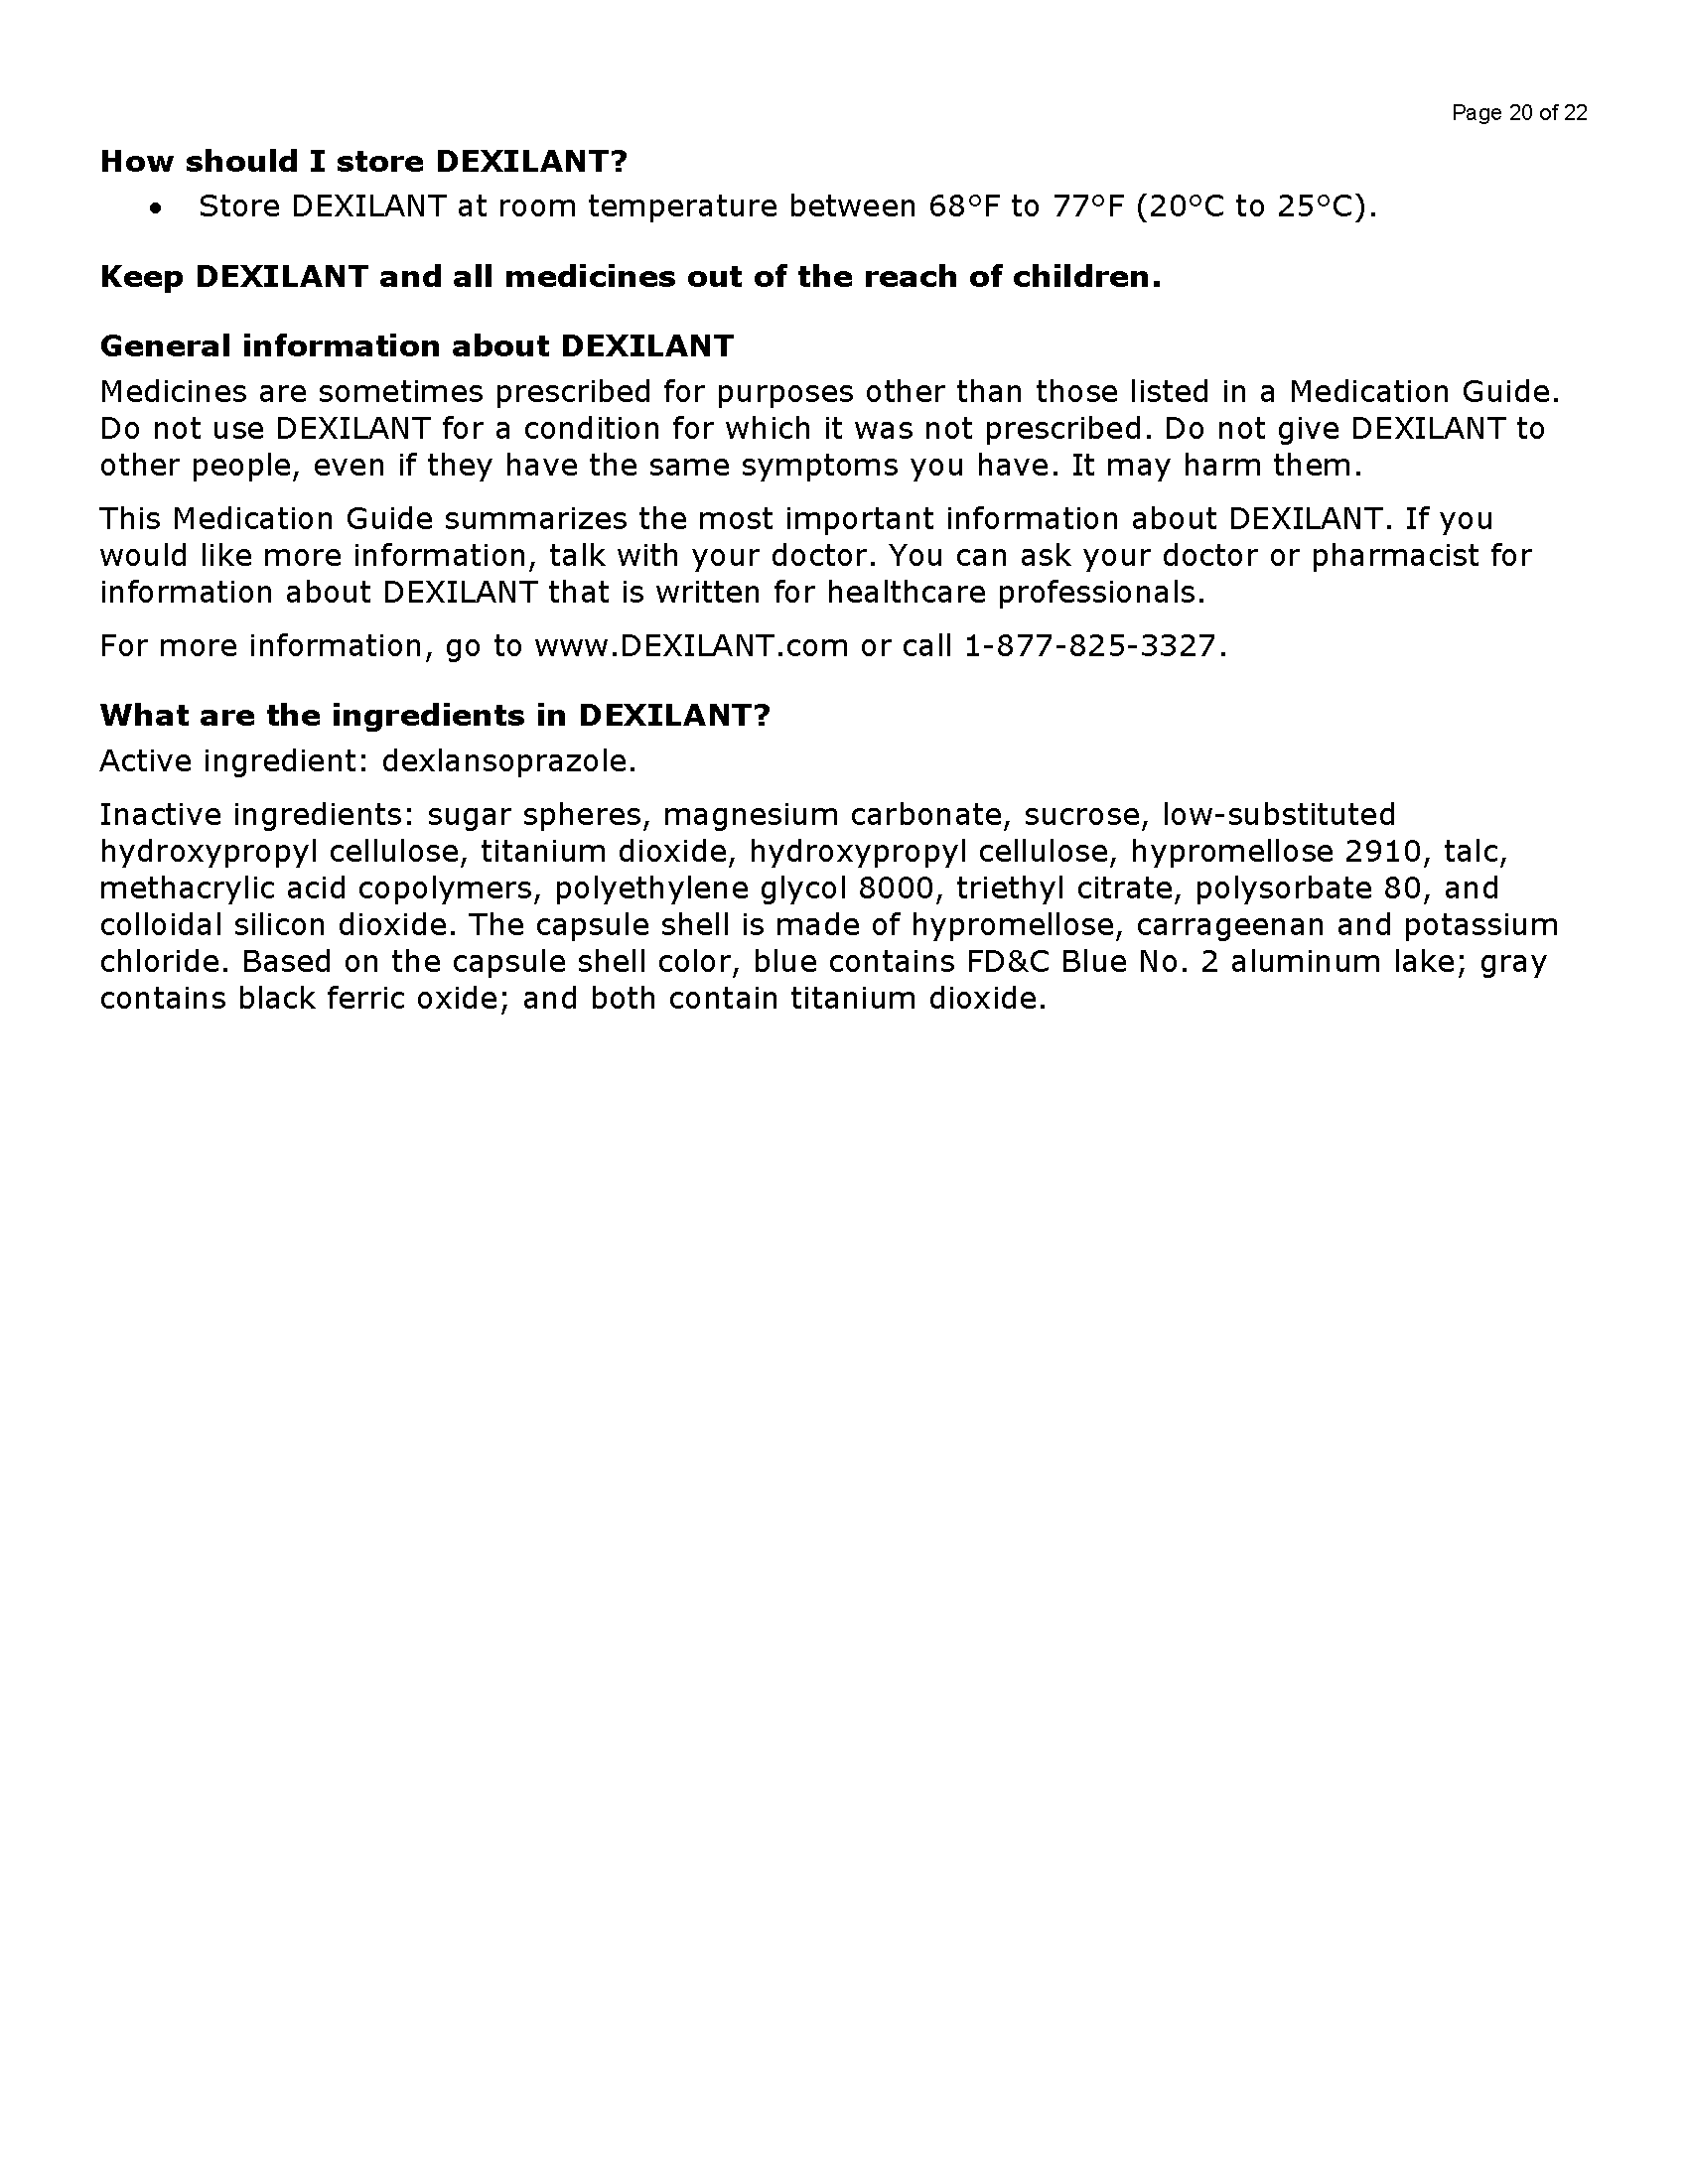 Page 20 of 22
How should I store DEXILANT?
• Store DEXILANT at room temperature between 68°F to 77°F (20°C to 25°C).
Keep DEXILANT and all medicines out of the reach of children.
General information about DEXILANT
Medicines are sometimes prescribed for purposes other than those listed in a Medication Guide.
Do not use DEXILANT for a condition for which it was not prescribed. Do not give DEXILANT to
other people, even if they have the same symptoms you have. It may harm them.
This Medication Guide summarizes the most important information about DEXILANT. If you
would like more information, talk with your doctor. You can ask your doctor or pharmacist for
information about DEXILANT that is written for healthcare professionals.
For more information, go to www.DEXILANT.com or call 1-877-825-3327.
What are the ingredients in DEXILANT?
Active ingredient: dexlansoprazole.
Inactive ingredients: sugar spheres, magnesium carbonate, sucrose, low-substituted
hydroxypropyl cellulose, titanium dioxide, hydroxypropyl cellulose, hypromellose 2910, talc,
methacrylic acid copolymers, polyethylene glycol 8000, triethyl citrate, polysorbate 80, and
colloidal silicon dioxide. The capsule shell is made of hypromellose, carrageenan and potassium
chloride. Based on the capsule shell color, blue contains FD&C Blue No. 2 aluminum lake; gray
contains black ferric oxide; and both contain titanium dioxide.